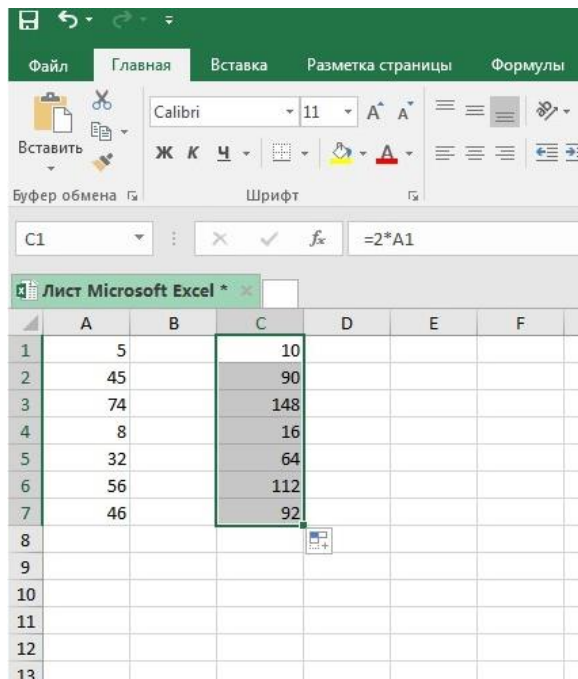 Файл Главная Вставка Разметка страницы Формулы
Calibri 11 A A
Вставить Ж К Ч A
Буфер обмена Шрифт
C1 fx =2*A1
Лист Microsoft Excel *
A B C D E F
1 5 10
2 45 90
3 74 148
4 8 16
5 32 64
6 56 112
7 46 92
8
9
10
11
12
13